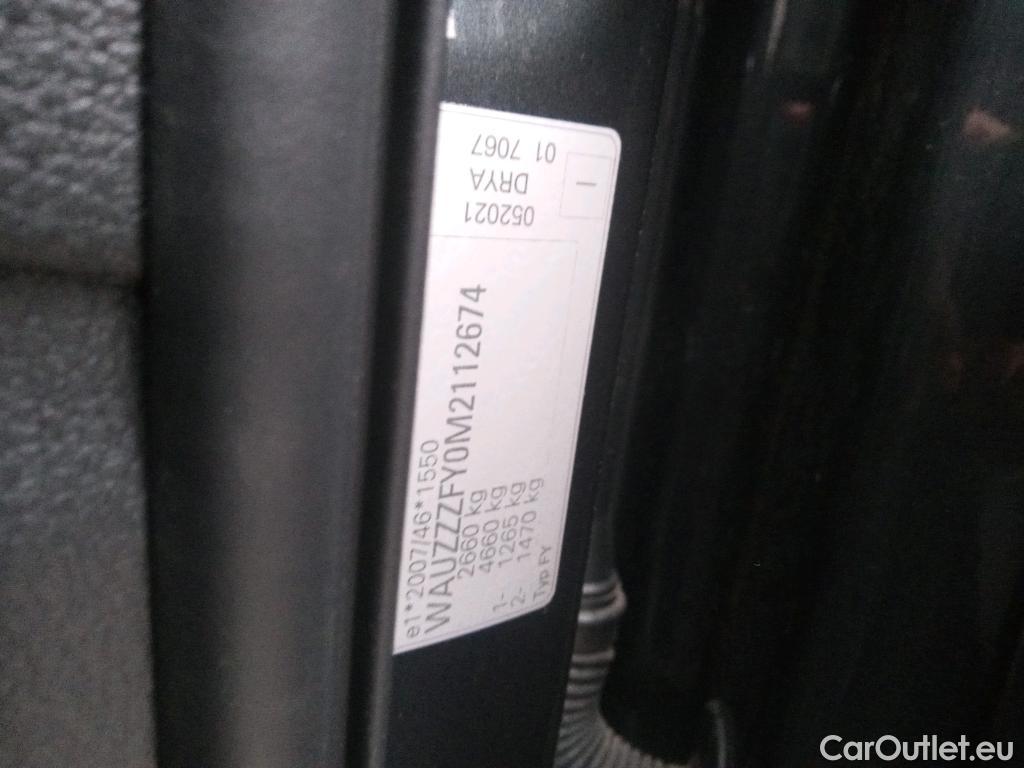 e1*2007/46*1550
WAUZZZFY0M2112674
2660 kg
4660 kg
1- 1265 kg
2- 1470 kg
Typ FY
052021
DRYA
01 7067
CarOutlet.eu